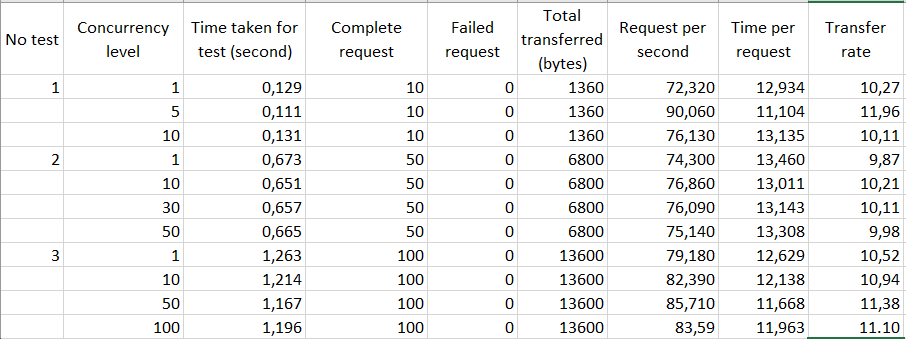 No test Concurrency level Time taken for test (second) Complete request Failed request Total transferred (bytes) Request per second Time per request Transfer rate
1 1 0,129 10 0 1360 72,320 12,934 10,27
5 0,111 10 0 1360 90,060 11,104 11,96
10 0,131 10 0 1360 76,130 13,135 10,11
2 1 0,673 50 0 6800 74,300 13,460 9,87
10 0,651 50 0 6800 76,860 13,011 10,21
30 0,657 50 0 6800 76,090 13,143 10,11
50 0,665 50 0 6800 75,140 13,308 9,98
3 1 1,263 100 0 13600 79,180 12,629 10,52
10 1,214 100 0 13600 82,390 12,138 10,94
50 1,167 100 0 13600 85,710 11,668 11,38
100 1,196 100 0 13600 83,59 11,963 11.10